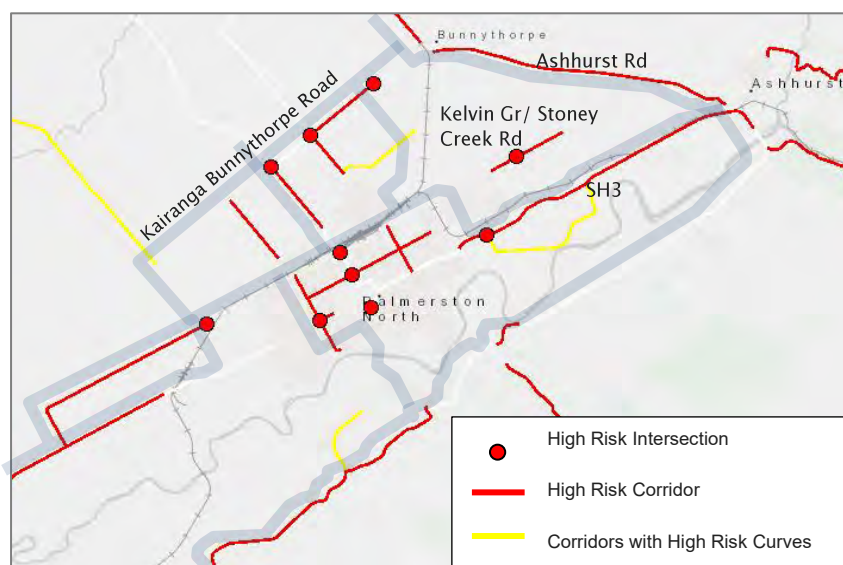 Bunnythorpe
Ashhurst Rd
Ashhurst
Kairanga Bunnythorpe Road
Kelvin Gr/ Stoney
Creek Rd
SH3
Palmerston
North
High Risk Intersection
High Risk Corridor
Corridors with High Risk Curves